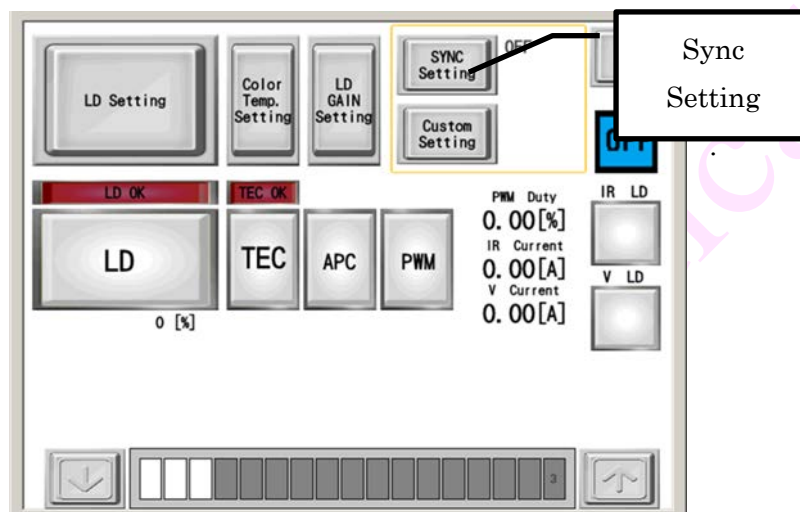 SYNC
Setting
OFF
Sync
Setting
LD Setting
Color
Temp.
Setting
LD
GAIN
Setting
Custom
Setting
OFF
LD OK
TEC OK
PWM Duty
0.00[%]
IR LD
LD
TEC
APC
PWM
IR Current
0.00[A]
V LD
V Current
0.00[A]
0 [%]
3